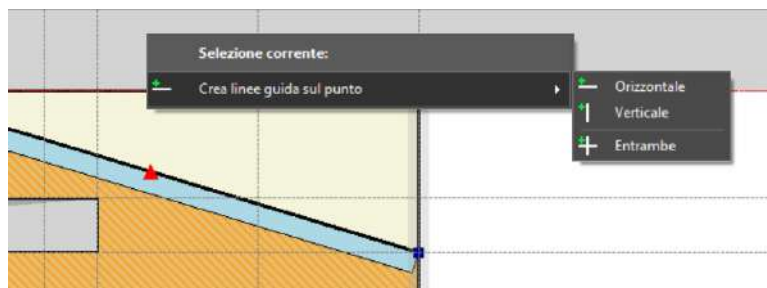 Selezione corrente:
Crea linee guida sul punto
Orizzontale
Verticale
Entrambe